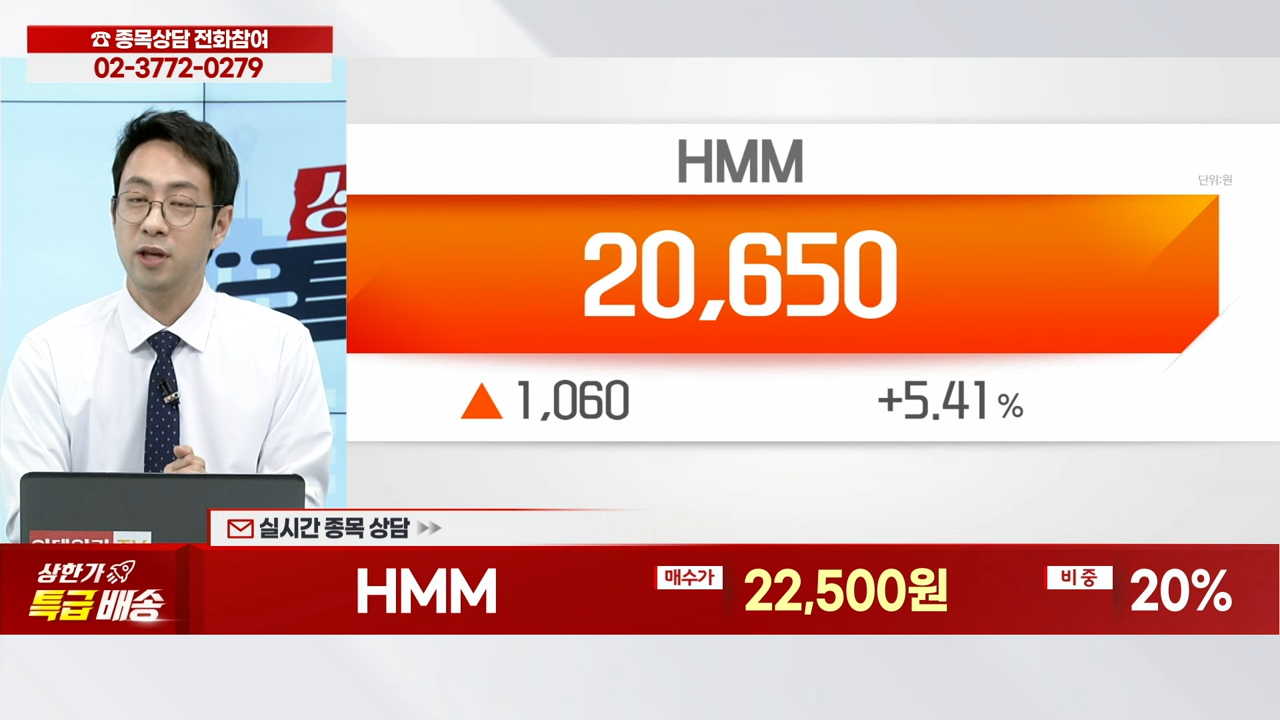 ☎ 종목상담 전화참여
02-3772-0279
HMM
단위:원
20,650
▲ 1,060 +5.41 %
실시간 종목 상담
상한가
특급 배송
HMM 매수가 22,500원 비중 20%